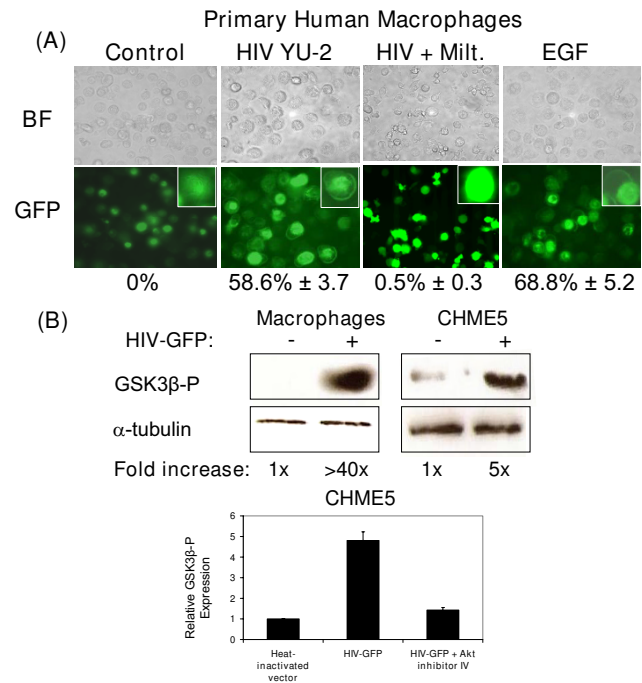 Primary Human Macrophages
(A)
Control HIV YU-2 HIV + Milt. EGF
BF
GFP
0% 58.6% ± 3.7 0.5% ± 0.3 68.8% ± 5.2
(B)
Macrophages CHME5
HIV-GFP: - + - +
GSK3β-P
α-tubulin
Fold increase: 1x >40x 1x 5x
CHME5
Relative GSK3β-P
Expression
6
5
4
3
2
1
0
Heat-
inactivated
vector
HIV-GFP
HIV-GFP + Akt
inhibitor IV